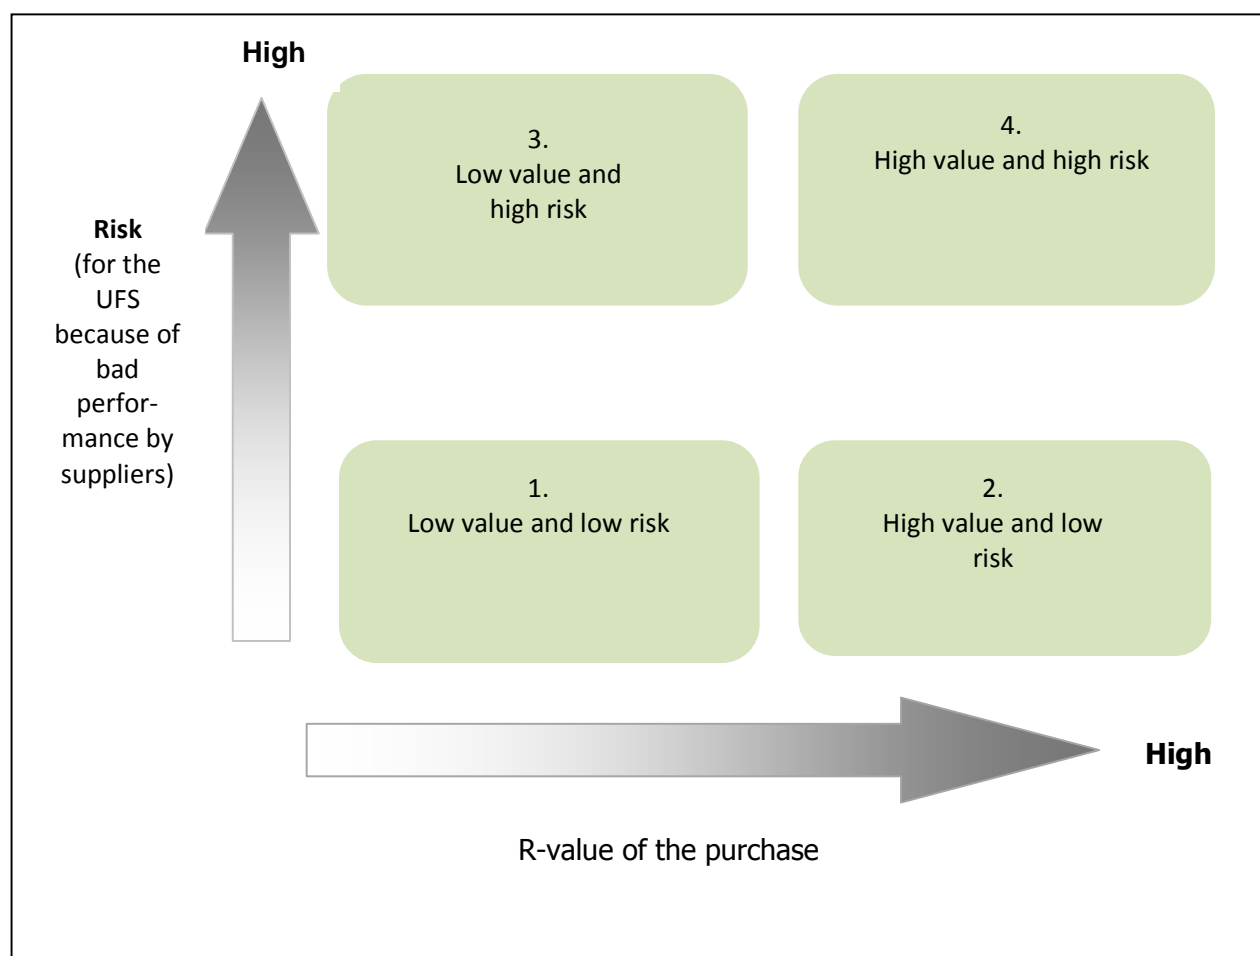 High
3.
Low value and
high risk
4.
High value and high risk
Risk
(for the
UFS
because of
bad
perfor-
mance by
suppliers)
1.
Low value and low risk
2.
High value and low
risk
High
R-value of the purchase